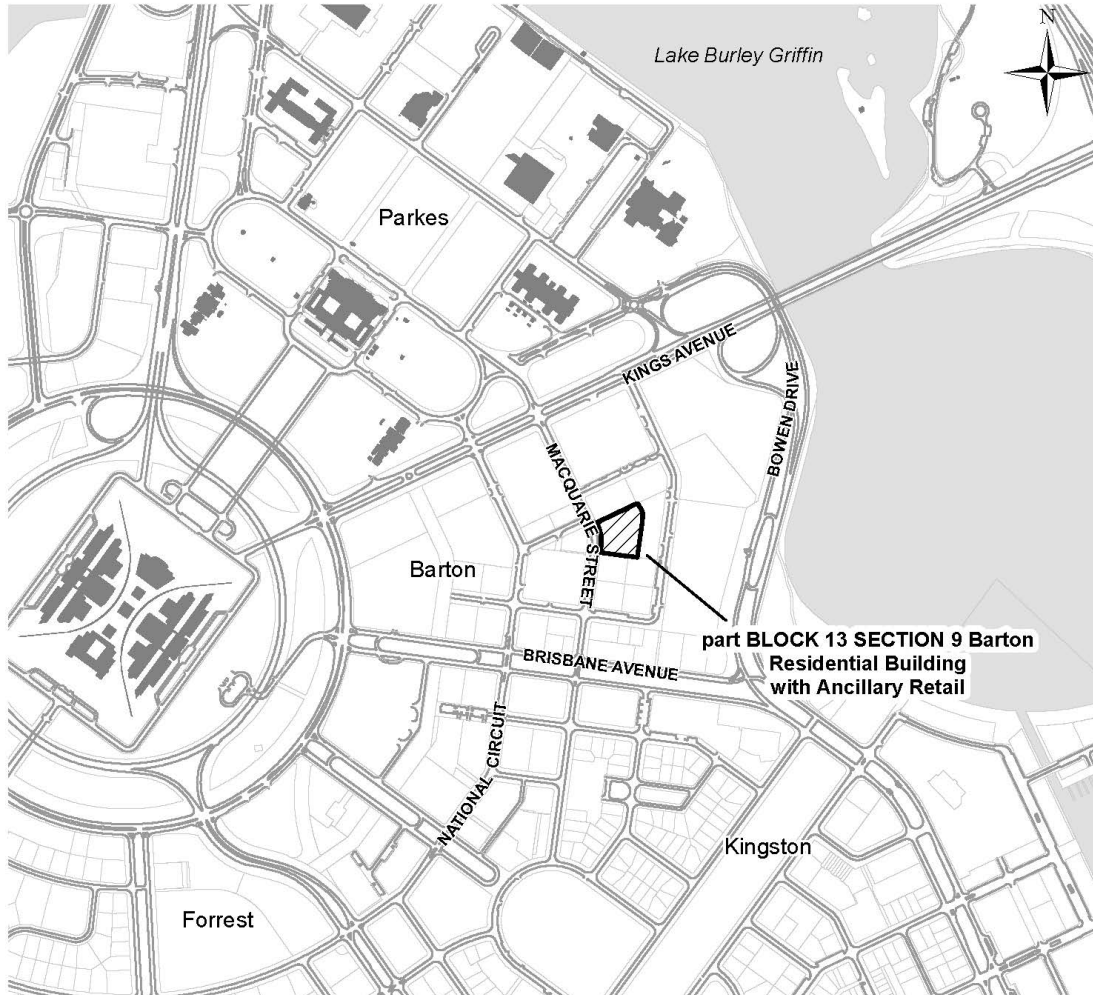 N
Lake Burley Griffin
Parkes
KINGS AVENUE
BOWEN DRIVE
MACQUARIE STREET
Barton
part BLOCK 13 SECTION 9 Barton
Residential Building
with Ancillary Retail
BRISBANE AVENUE
NATIONAL CIRCUIT
Kingston
Forrest